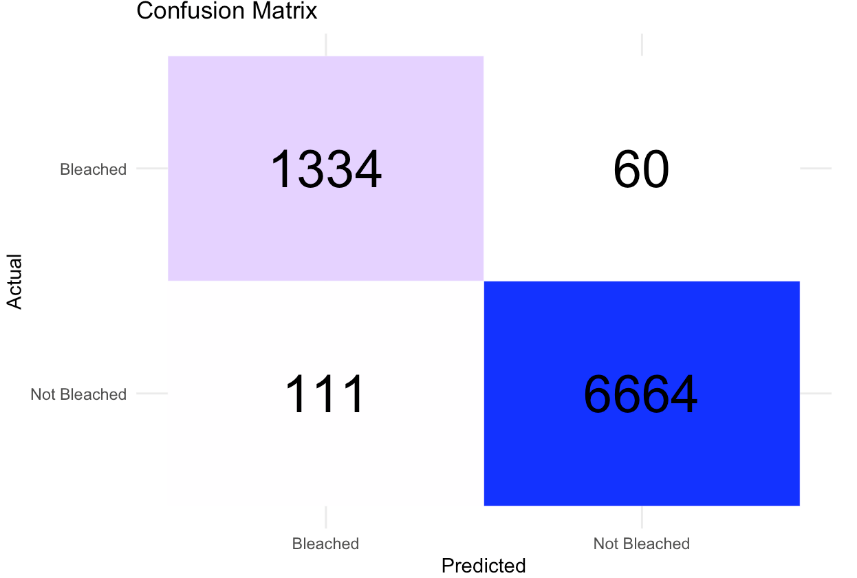 Confusion Matrix
Bleached
1334
60
Actual
Not Bleached
111
6664
Bleached
Not Bleached
Predicted